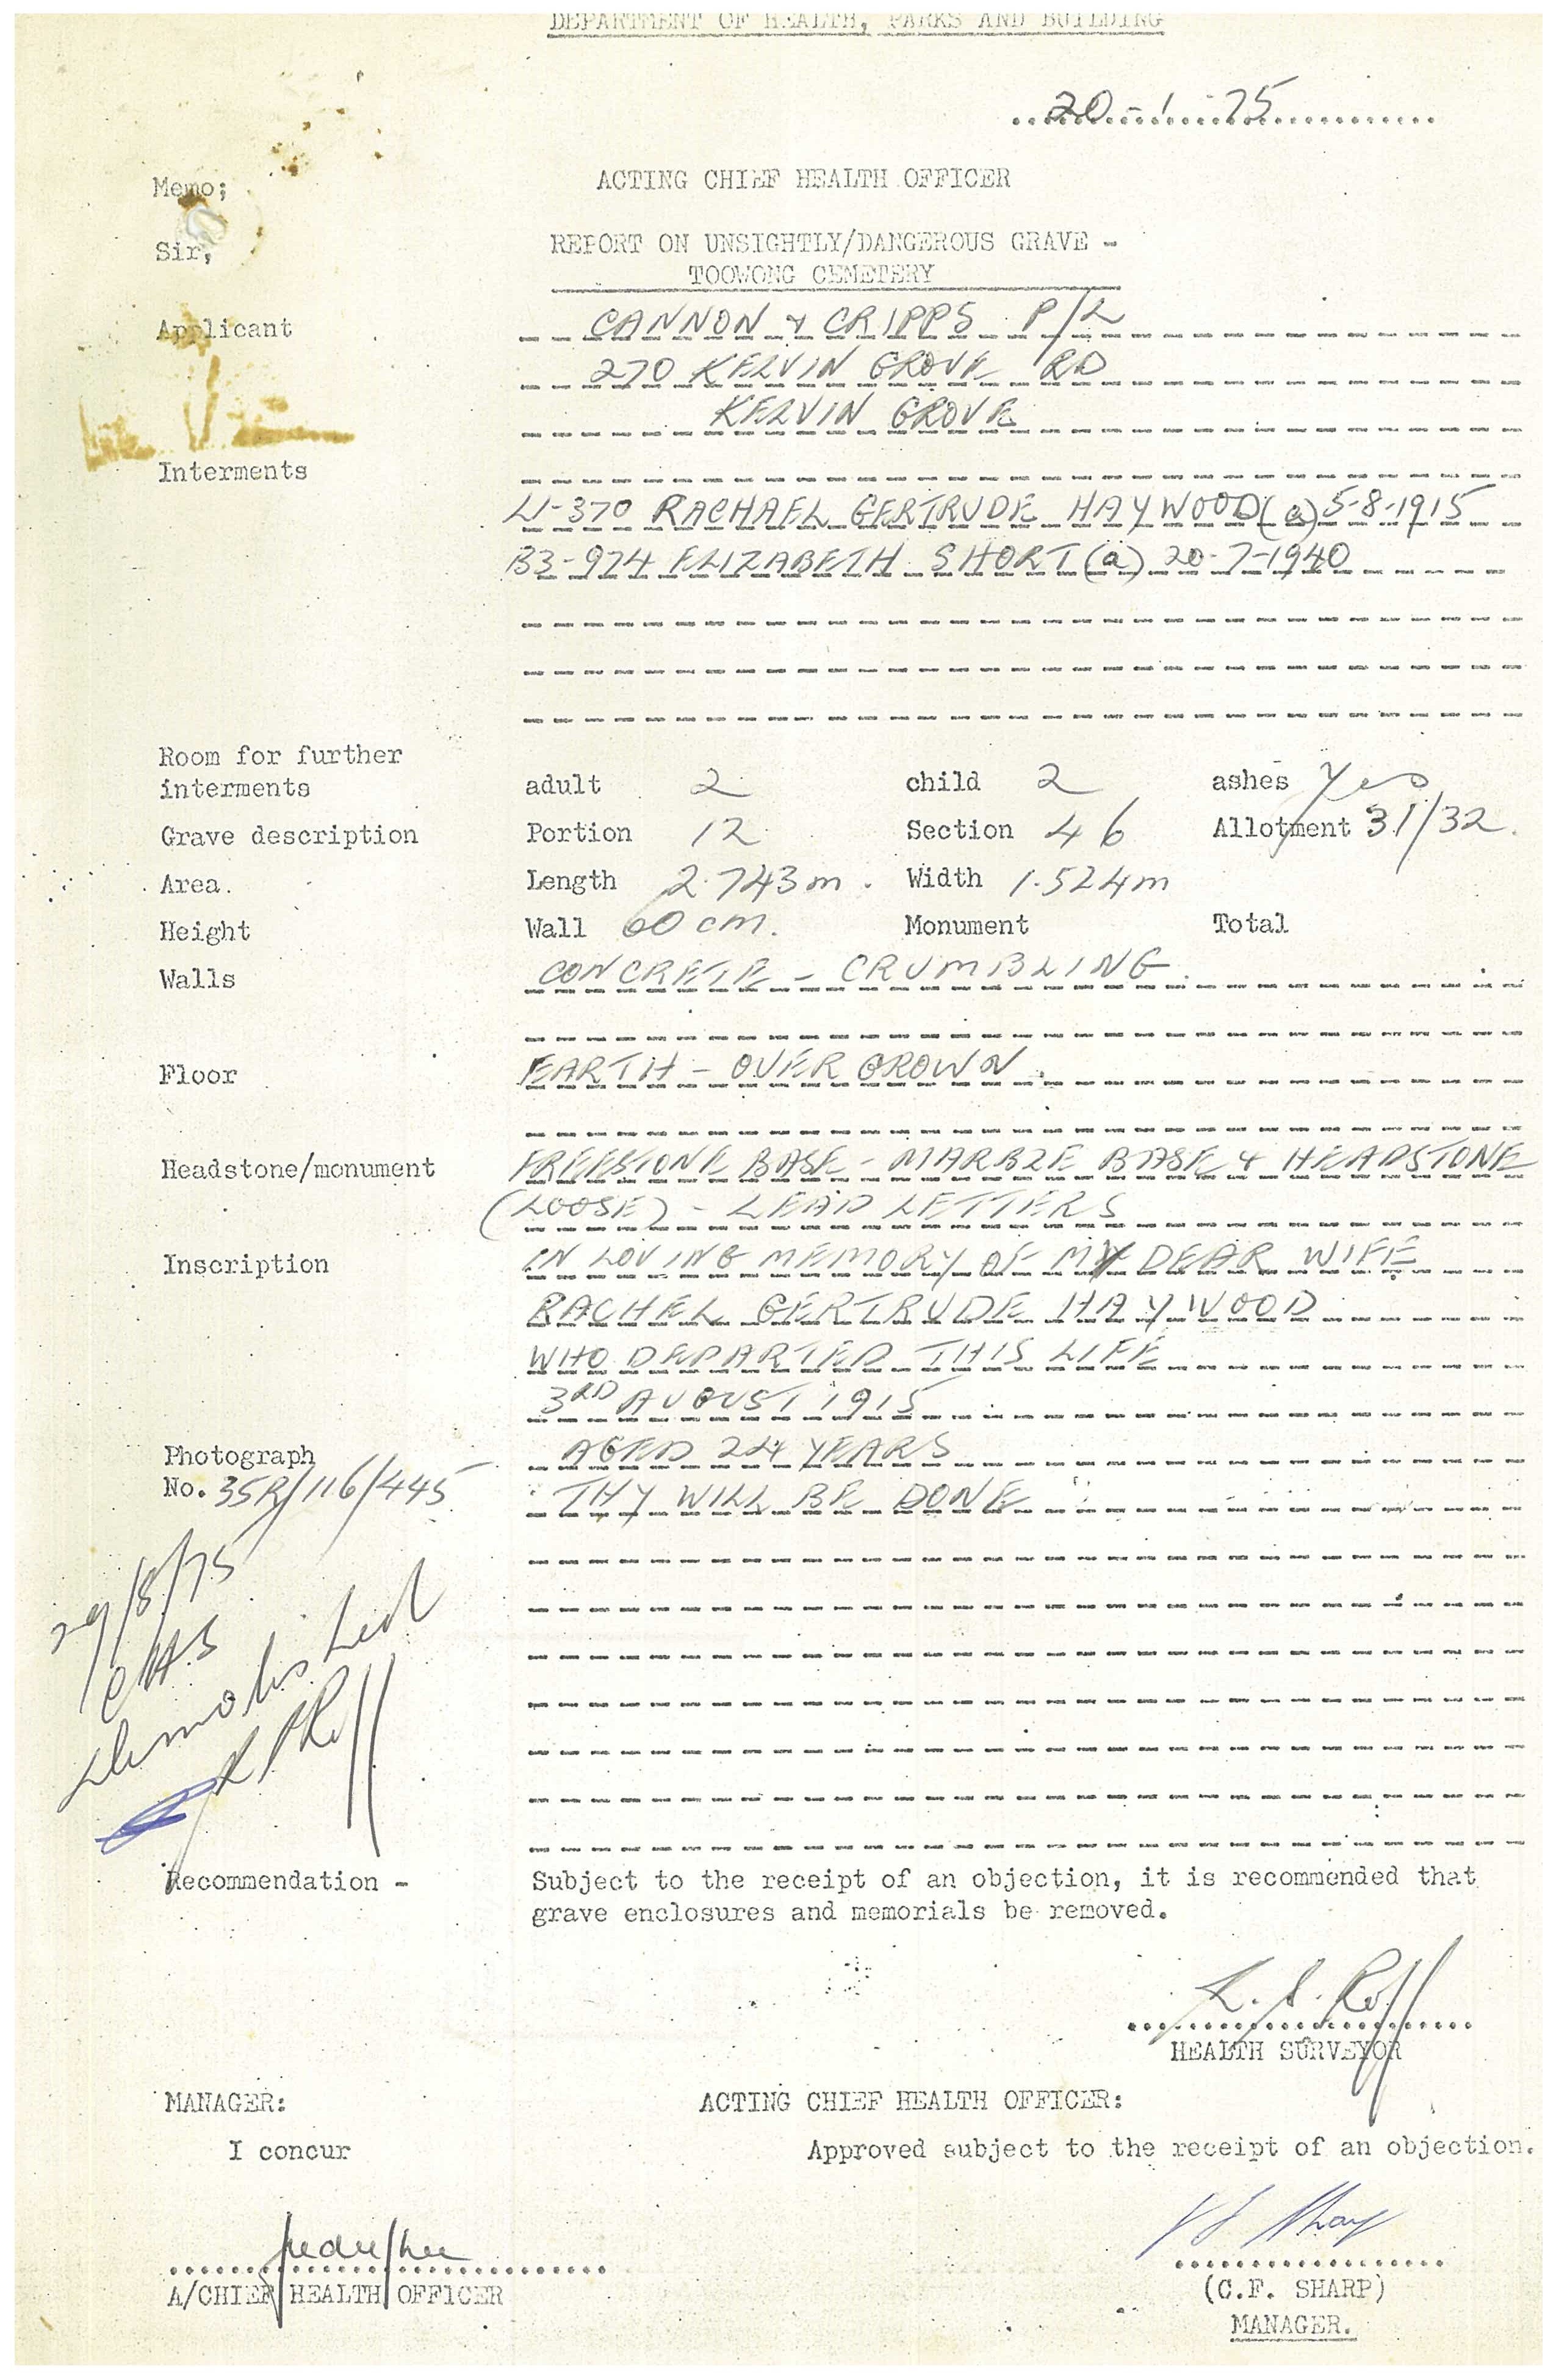 DEPARTMENT OF HEALTH, PARKS AND BUILDING
20-1-75
Memo; ACTING CHIEF HEALTH OFFICER
Sir, REPORT ON UNSIGHTLY/DANGEROUS GRAVE -
TOOWONG CEMETERY
Applicant CANNON & CRIPPS P/L
270 KELVIN GROVE RD
KELVIN GROVE
Interments
LI-370 RACHAEL GERTRUDE HAYWOOD (a) 5-8-1915
B3-974 ELIZABETH SHORT (a) 20-7-1940
Room for further
interments adult 2 child 2 ashes Yes
Grave description Portion 12 Section 46 Allotment 31/32.
Area. Length 2.743m. Width 1.524m
Height Wall 60cm. Monument Total
Walls CONCRETE - CRUMBLING.
Floor EARTH - OVERGROWN.
Headstone/monument FREESTONE BASE - MARBLE BASE & HEADSTONE
(LOOSE) - LEAD LETTERS
Inscription IN LOVING MEMORY OF MY DEAR WIFE
RACHEL GERTRUDE HAYWOOD
WHO DEPARTED THIS LIFE
3RD AUGUST 1915
Photograph AGED 24 YEARS
No. 35R/116/445 THY WILL BE DONE
29/8/75
Demolished
Recommendation - Subject to the receipt of an objection, it is recommended that
grave enclosures and memorials be removed.
L. S. Roff
HEALTH SURVEYOR
MANAGER: ACTING CHIEF HEALTH OFFICER:
I concur Approved subject to the receipt of an objection.
A/CHIEF HEALTH OFFICER (C.F. SHARP)
MANAGER.